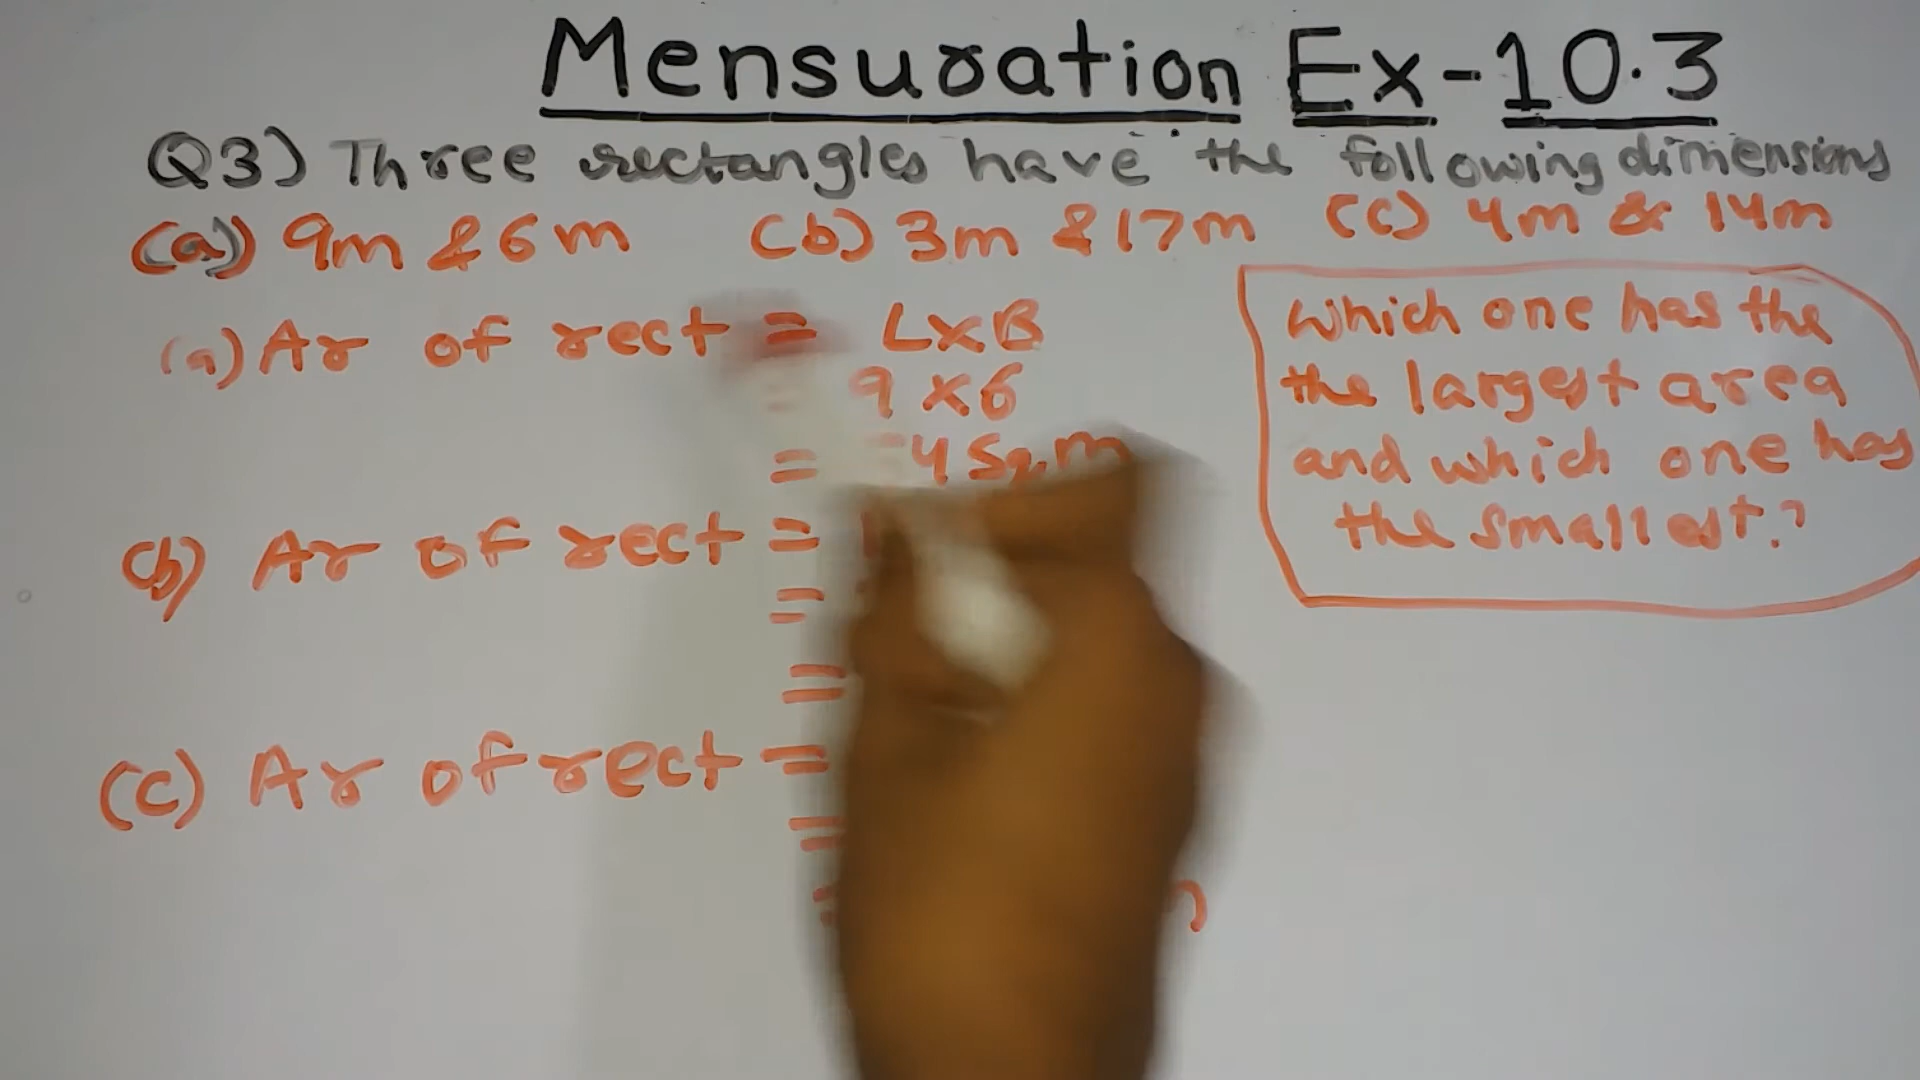 Mensuration Ex-10.3
Q3) Three rectangles have the following dimensions
(a) 9m & 6m (b) 3m & 17m (c) 4m & 14m
(a) Ar of rect = L×B
= 9 × 6
= 4 Sq.m
(b) Ar of rect =
=
=
(c) Ar of rect =
=
=
Which one has the
the largest area
and which one has
the smallest?